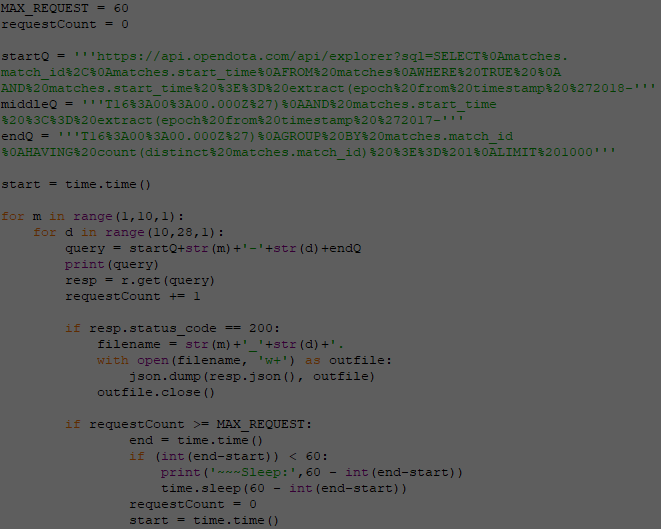 MAX_REQUEST = 60
requestCount = 0
startQ = '''https://api.opendota.com/api/explorer?sql=SELECT%0Amatches.
match_id%2C%0Amatches.start_time%0AFROM%20matches%0AWHERE%20TRUE%20%0A
AND%20matches.start_time%20%3E%3D%20extract(epoch%20from%20timestamp%20%272018-'''
middleQ = '''T16%3A00%3A00.000Z%27)%0AAND%20matches.start_time
%20%3C%3D%20extract(epoch%20from%20timestamp%20%272017-'''
endQ = '''T16%3A00%3A00.000Z%27)%0AGROUP%20BY%20matches.match_id
%0AHAVING%20count(distinct%20matches.match_id)%20%3E%3D%201%0ALIMIT%201000'''
start = time.time()
for m in range(1,10,1):
    for d in range(10,28,1):
        query = startQ+str(m)+'-'+str(d)+endQ
        print(query)
        resp = r.get(query)
        requestCount += 1
        if resp.status_code == 200:
            filename = str(m)+'_'+str(d)+'.
            with open(filename, 'w+') as outfile:
                json.dump(resp.json(), outfile)
            outfile.close()
        if requestCount >= MAX_REQUEST:
                end = time.time()
                if (int(end-start)) < 60:
                    print('~~~Sleep:',60 - int(end-start))
                    time.sleep(60 - int(end-start))
                requestCount = 0
                start = time.time()